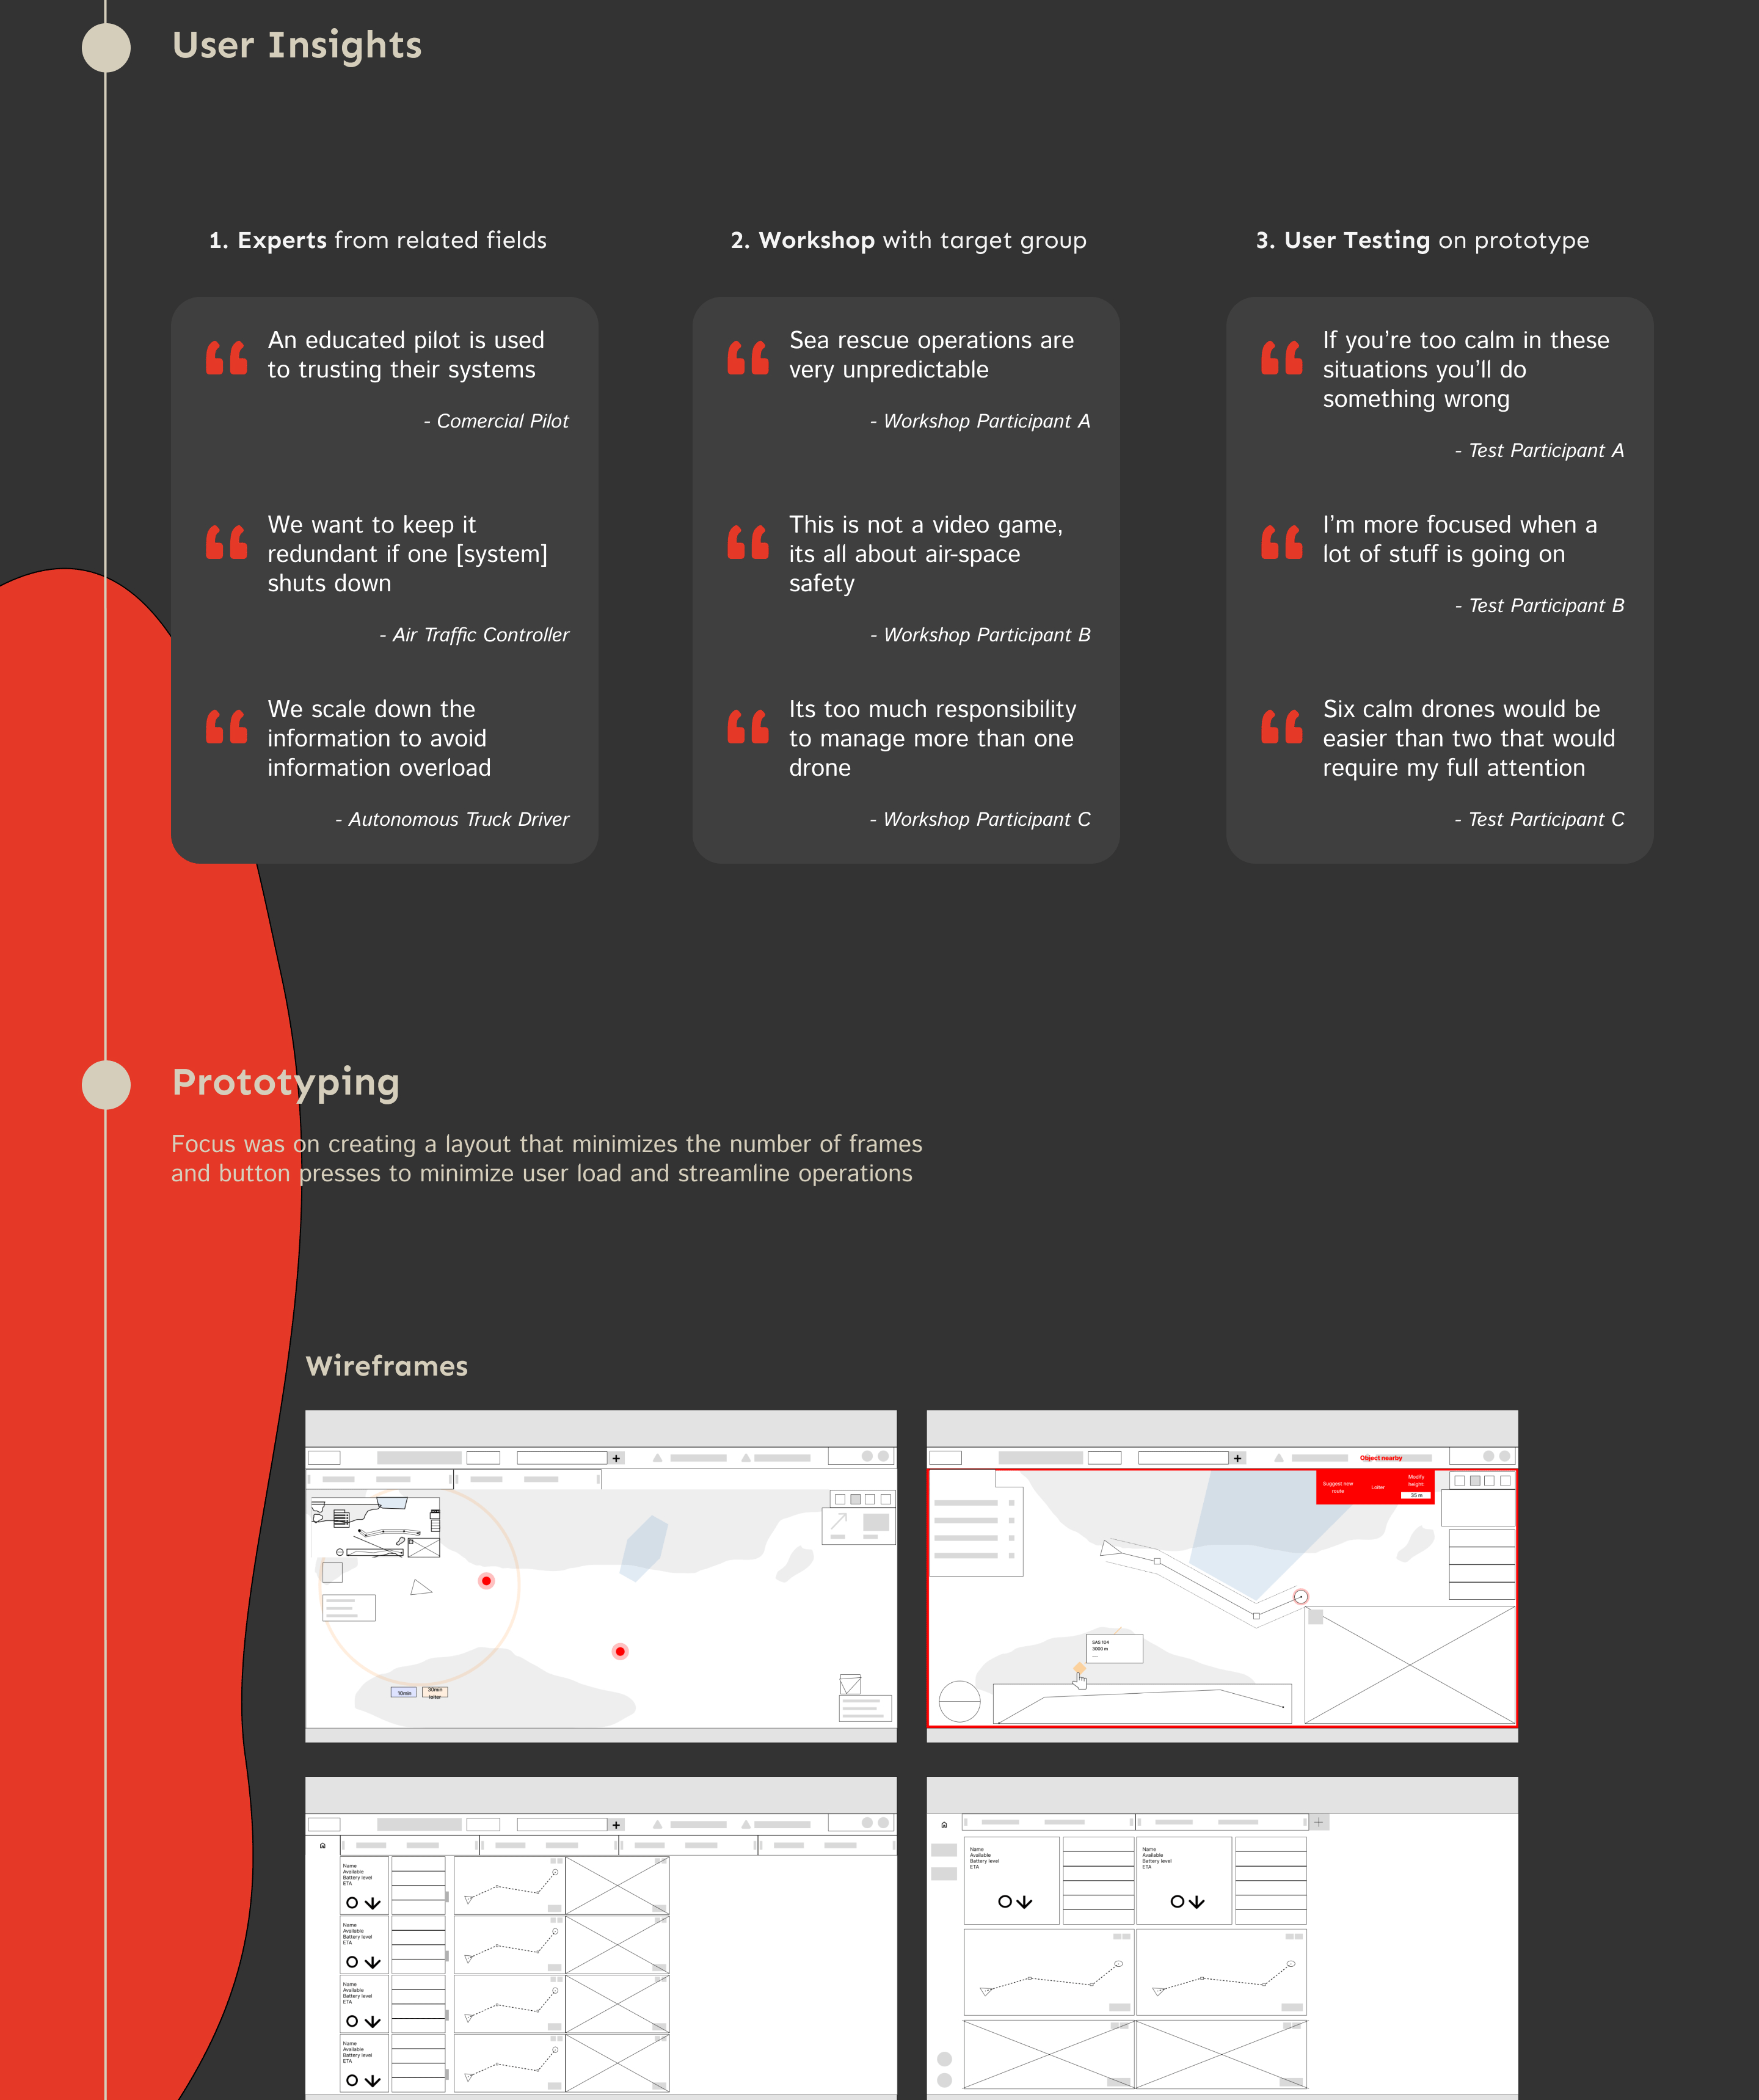 User Insights
1. Experts from related fields
An educated pilot is used
to trusting their systems
- Comercial Pilot
We want to keep it
redundant if one [system]
shuts down
- Air Traffic Controller
We scale down the
information to avoid
information overload
- Autonomous Truck Driver
2. Workshop with target group
Sea rescue operations are
very unpredictable
- Workshop Participant A
This is not a video game,
its all about air-space
safety
- Workshop Participant B
Its too much responsibility
to manage more than one
drone
- Workshop Participant C
3. User Testing on prototype
If you’re too calm in these
situations you’ll do
something wrong
- Test Participant A
I’m more focused when a
lot of stuff is going on
- Test Participant B
Six calm drones would be
easier than two that would
require my full attention
- Test Participant C
Prototyping
Focus was on creating a layout that minimizes the number of frames
and button presses to minimize user load and streamline operations
Wireframes
10min
30min
loiter
Object nearby
Suggest new
route
Loiter
Modify
height:
35 m
SAS 104
3000 m
Name
Available
Battery level
ETA
Name
Available
Battery level
ETA
Name
Available
Battery level
ETA
Name
Available
Battery level
ETA
Name
Available
Battery level
ETA
Name
Available
Battery level
ETA